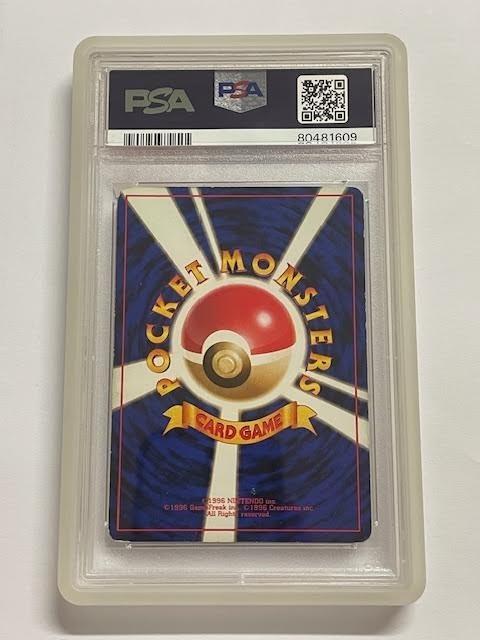 PSA PSA
80481609
POCKET MONSTERS
CARD GAME
©1996 NINTENDO inc.
©1996 GameFreak inc. ©1996 Creatures inc.
All Rights reserved.